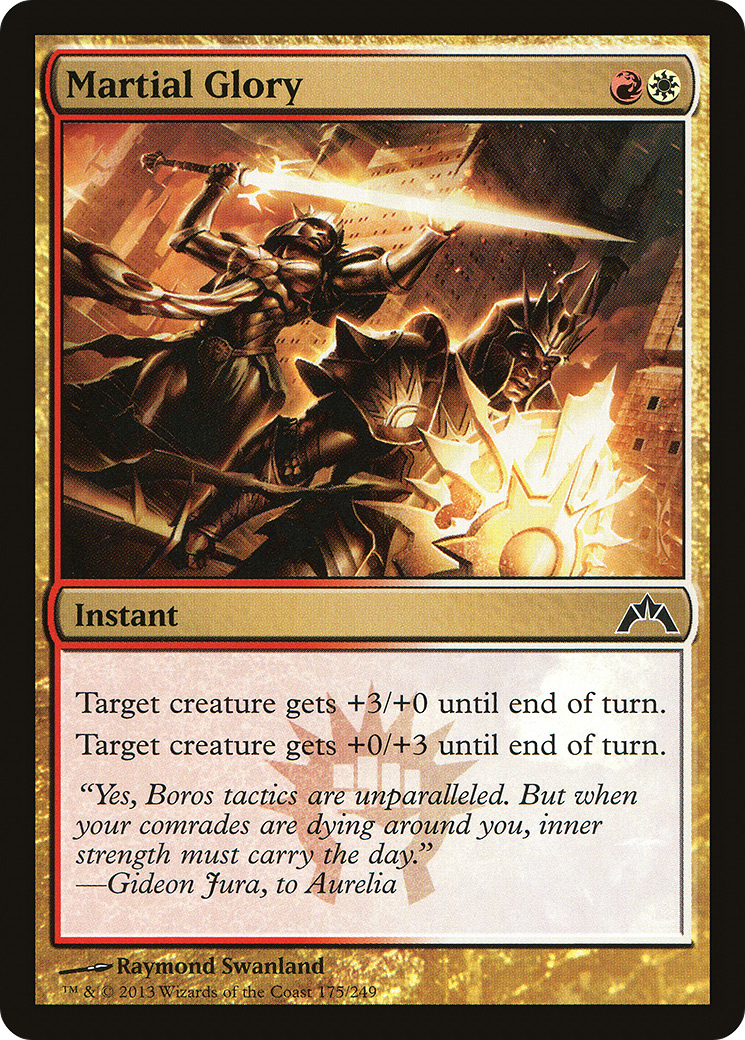 Martial Glory
Instant
Target creature gets +3/+0 until end of turn.
Target creature gets +0/+3 until end of turn.
“Yes, Boros tactics are unparalleled. But when
your comrades are dying around you, inner
strength must carry the day.”
—Gideon Jura, to Aurelia
Raymond Swanland
™ & © 2013 Wizards of the Coast 175/249